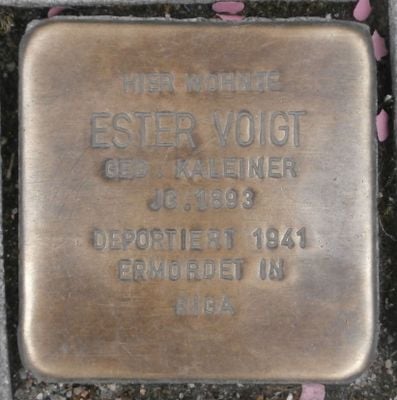 HIER WOHNTE
ESTER VOIGT
GEB. KALEINER
JG. 1893
DEPORTIERT 1941
ERMORDET IN
RIGA